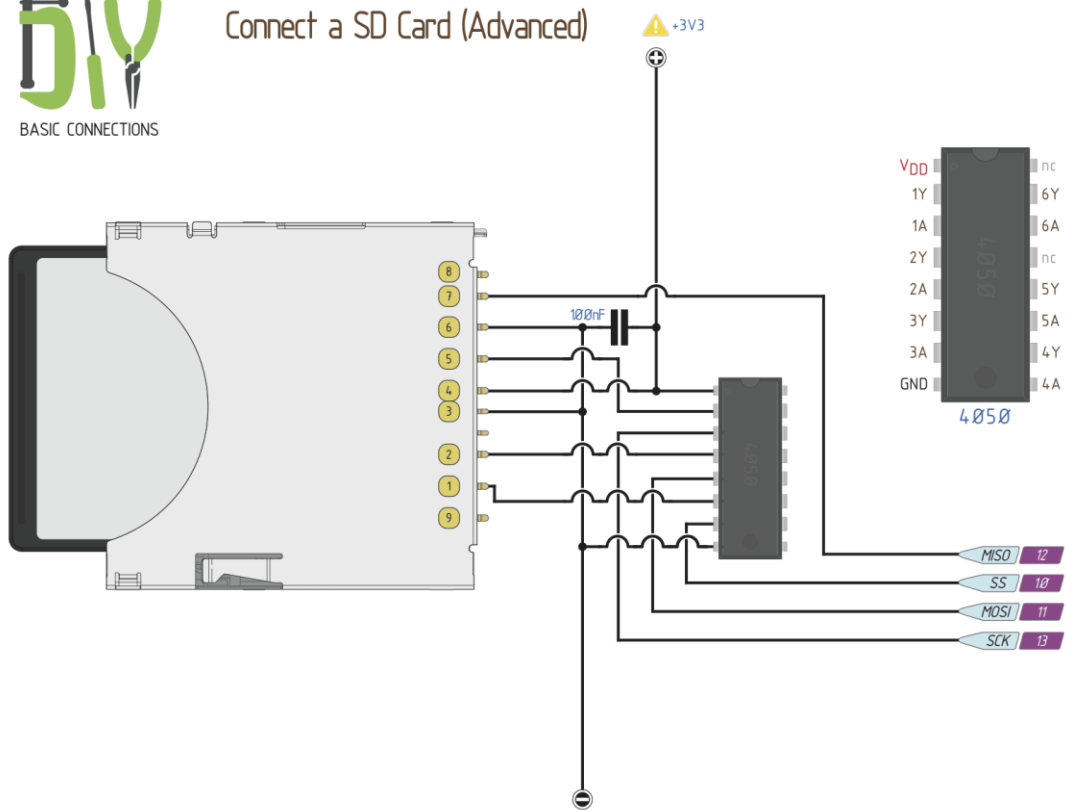 DIY
BASIC CONNECTIONS
Connect a SD Card (Advanced)
+3V3
VDD
nc
1Y
6Y
1A
6A
2Y
nc
2A
5Y
3Y
5A
3A
4Y
GND
4A
4050
4050
8
7
6
5
4
3
2
1
9
100nF
4050
MISO 12
SS 10
MOSI 11
SCK 13